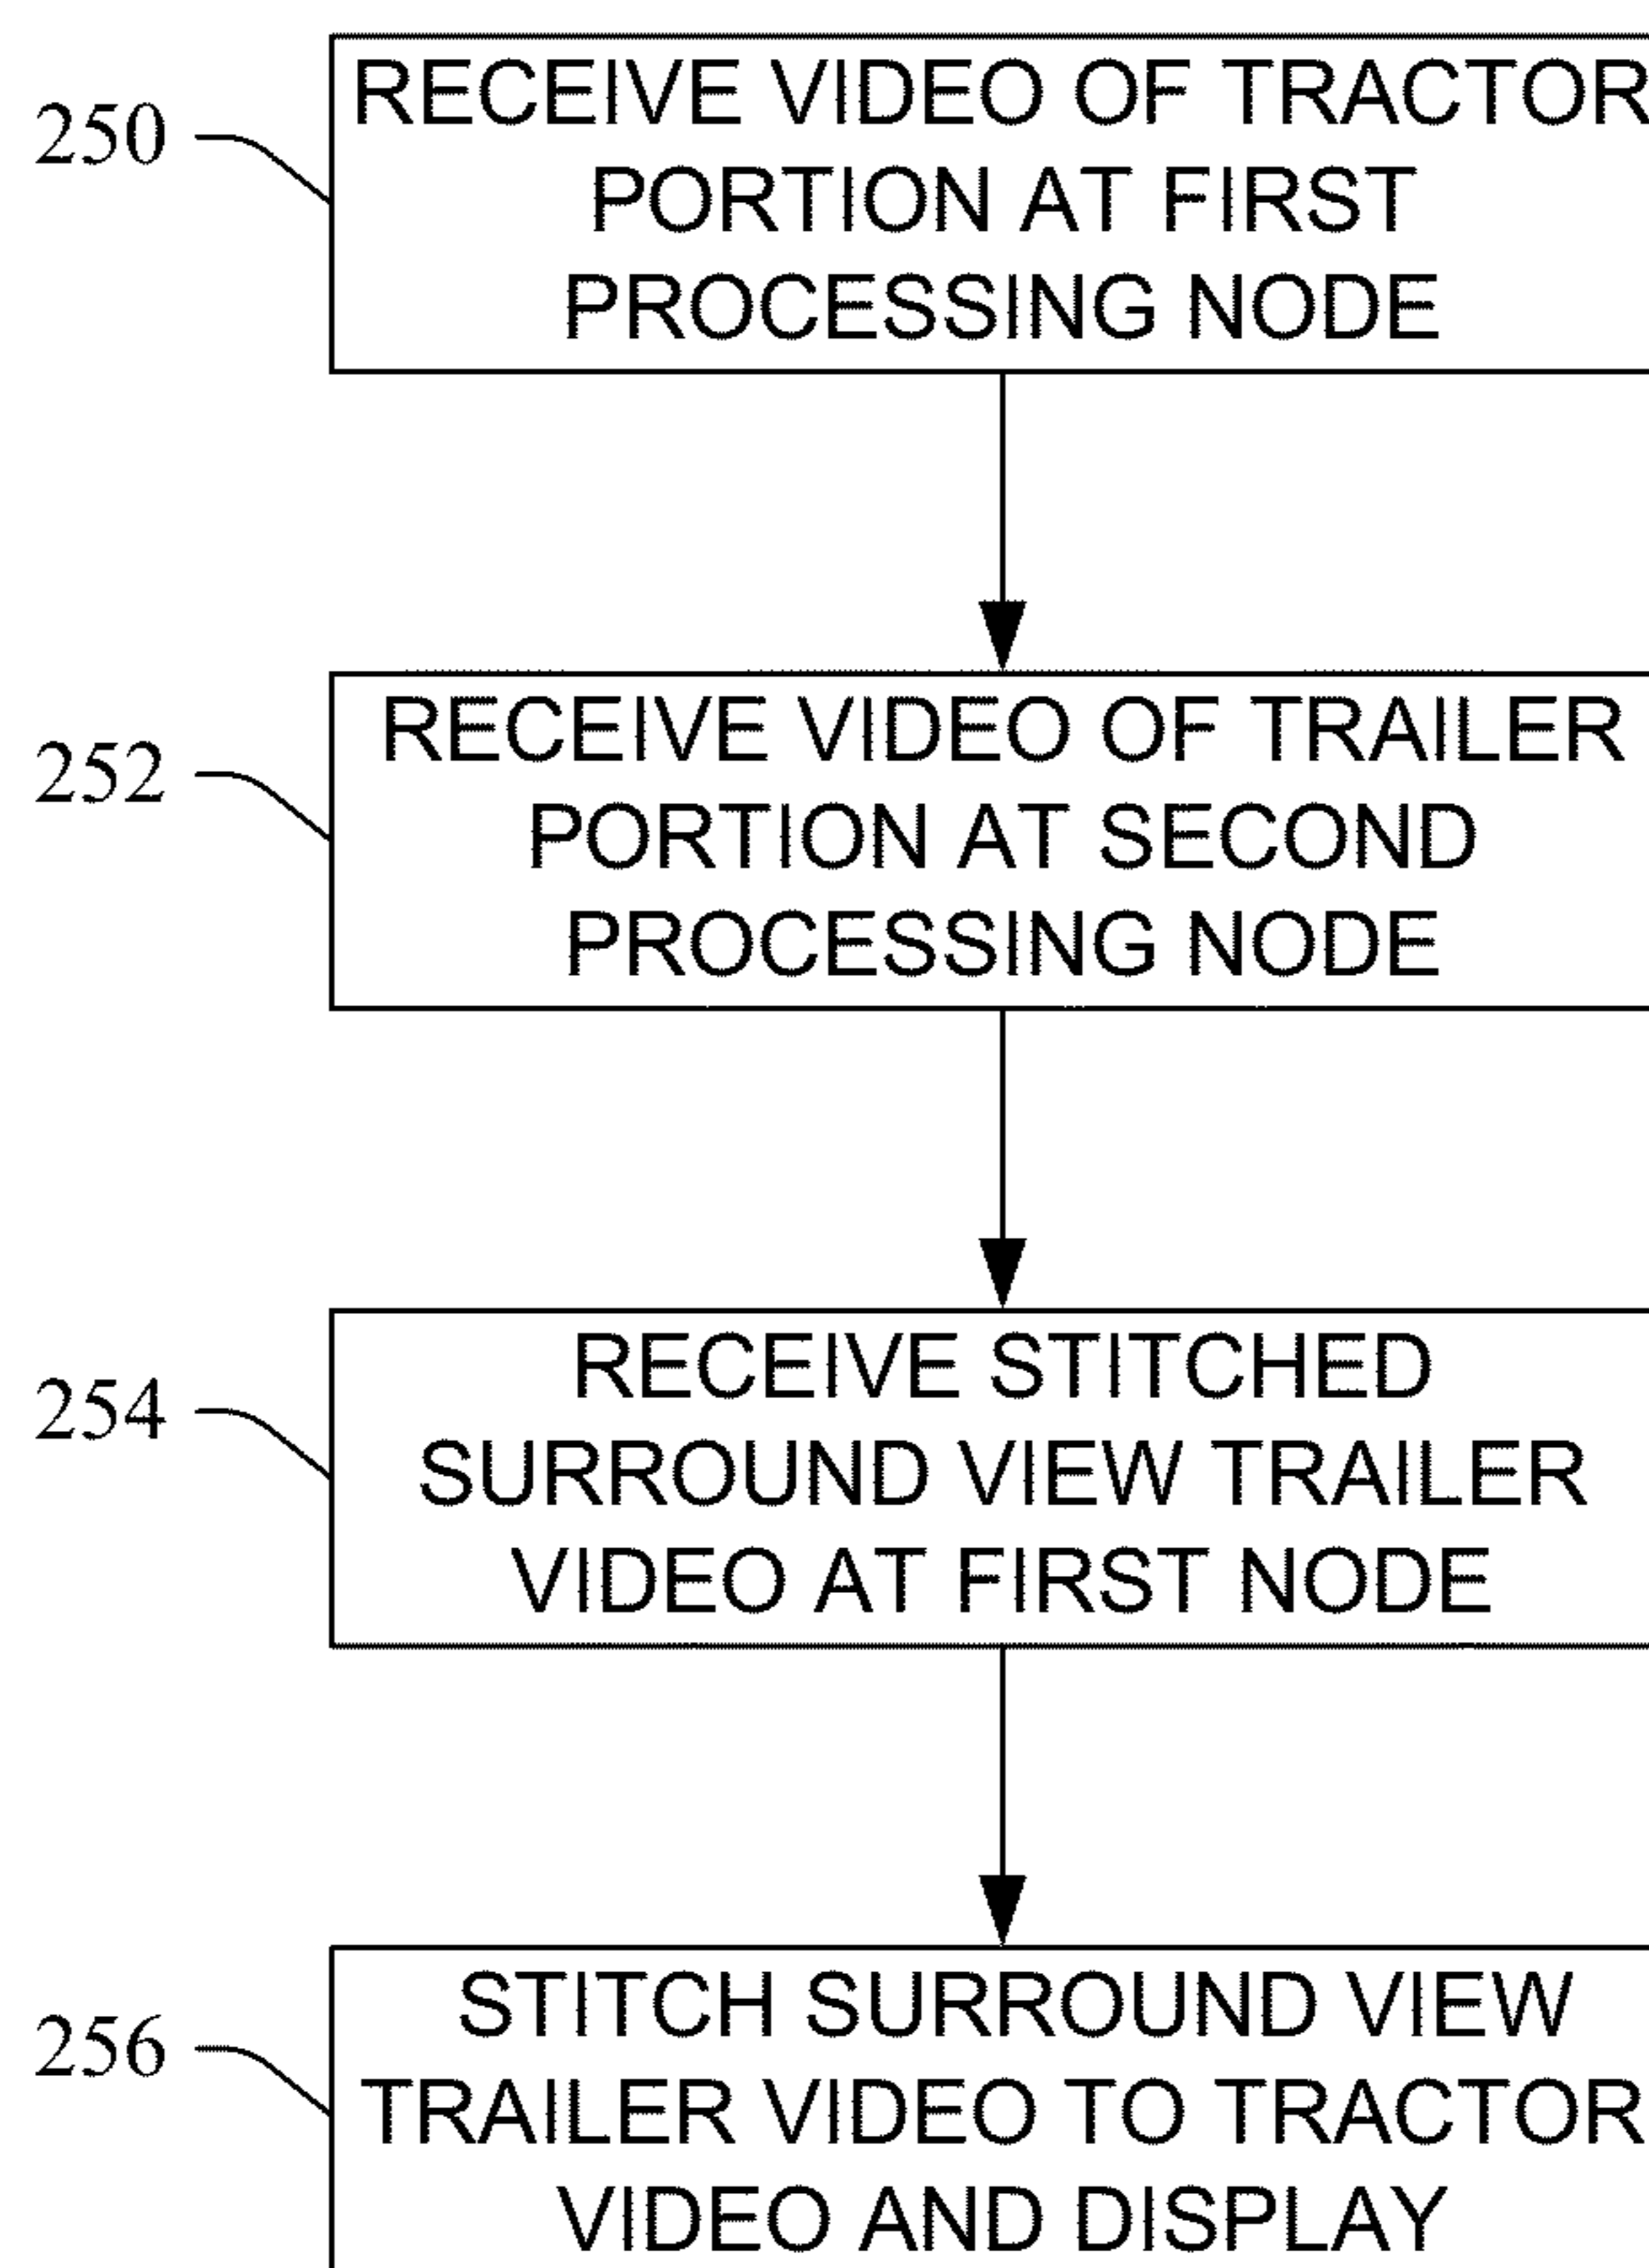 250
RECEIVE VIDEO OF TRACTOR
PORTION AT FIRST
PROCESSING NODE
252
RECEIVE VIDEO OF TRAILER
PORTION AT SECOND
PROCESSING NODE
254
RECEIVE STITCHED
SURROUND VIEW TRAILER
VIDEO AT FIRST NODE
256
STITCH SURROUND VIEW
TRAILER VIDEO TO TRACTOR
VIDEO AND DISPLAY